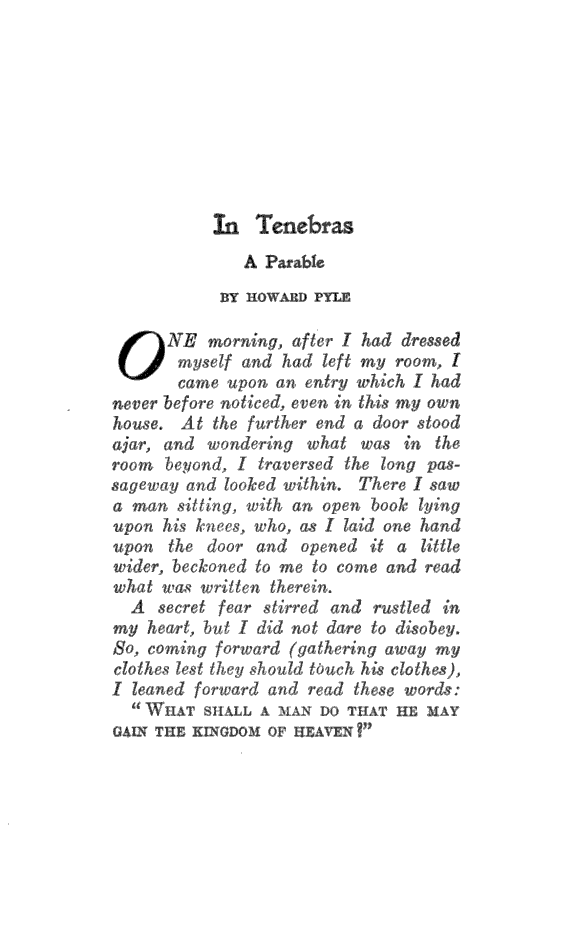 In Tenebras
A Parable
BY HOWARD PYLE
ONE morning, after I had dressed
myself and had left my room, I
came upon an entry which I had
never before noticed, even in this my own
house. At the further end a door stood
ajar, and wondering what was in the
room beyond, I traversed the long pas-
sageway and looked within. There I saw
a man sitting, with an open book lying
upon his knees, who, as I laid one hand
upon the door and opened it a little
wider, beckoned to me to come and read
what was written therein.
A secret fear stirred and rustled in
my heart, but I did not dare to disobey.
So, coming forward (gathering away my
clothes lest they should touch his clothes),
I leaned forward and read these words:
"WHAT SHALL A MAN DO THAT HE MAY
GAIN THE KINGDOM OF HEAVEN?"